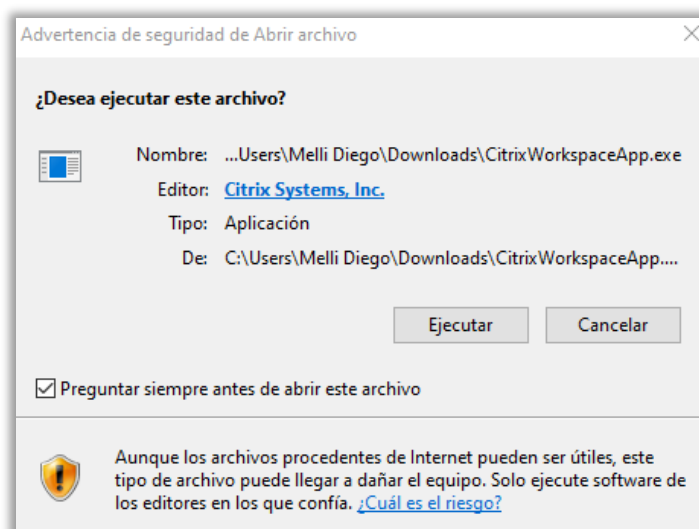 Advertencia de seguridad de Abrir archivo
¿Desea ejecutar este archivo?
Nombre: ...Users\Melli Diego\Downloads\CitrixWorkspaceApp.exe
Editor: Citrix Systems, Inc.
Tipo: Aplicación
De: C:\Users\Melli Diego\Downloads\CitrixWorkspaceApp....
Ejecutar Cancelar
Preguntar siempre antes de abrir este archivo
Aunque los archivos procedentes de Internet pueden ser útiles, este
tipo de archivo puede llegar a dañar el equipo. Solo ejecute software de
los editores en los que confía. ¿Cuál es el riesgo?